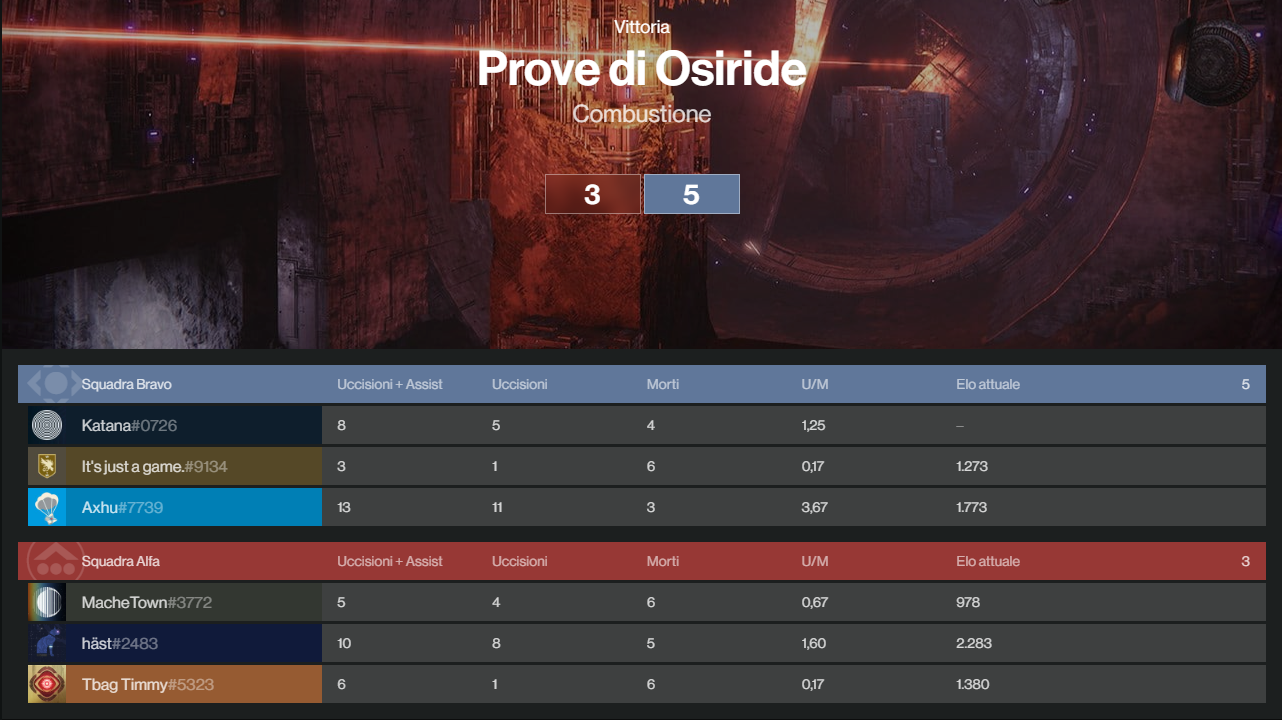 Vittoria
Prove di Osiride
Combustione
3 5
Squadra Bravo Uccisioni + Assist Uccisioni Morti U/M Elo attuale 5
Katana#0726 8 5 4 1,25 –
It's just a game.#9134 3 1 6 0,17 1.273
Axhu#7739 13 11 3 3,67 1.773
Squadra Alfa Uccisioni + Assist Uccisioni Morti U/M Elo attuale 3
MacheTown#3772 5 4 6 0,67 978
häst#2483 10 8 5 1,60 2.283
Tbag Timmy#5323 6 1 6 0,17 1.380